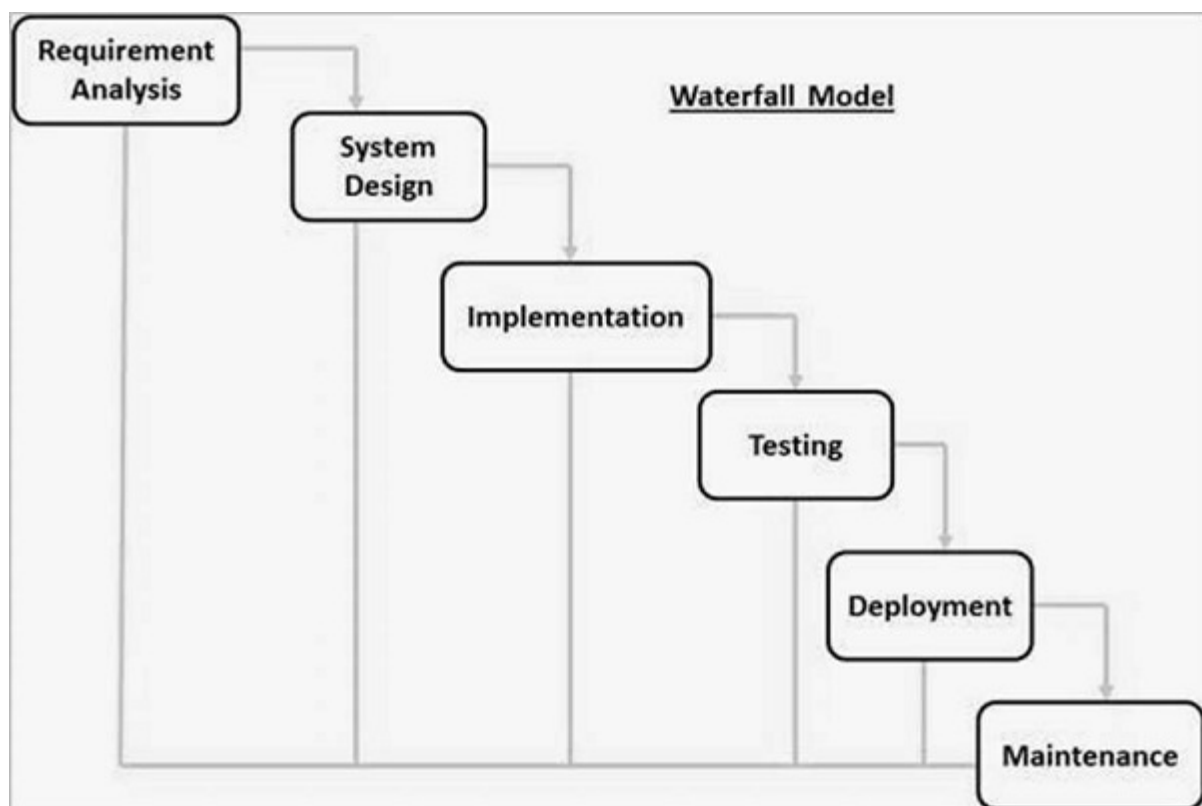 Requirement
Analysis
Waterfall Model
System
Design
Implementation
Testing
Deployment
Maintenance